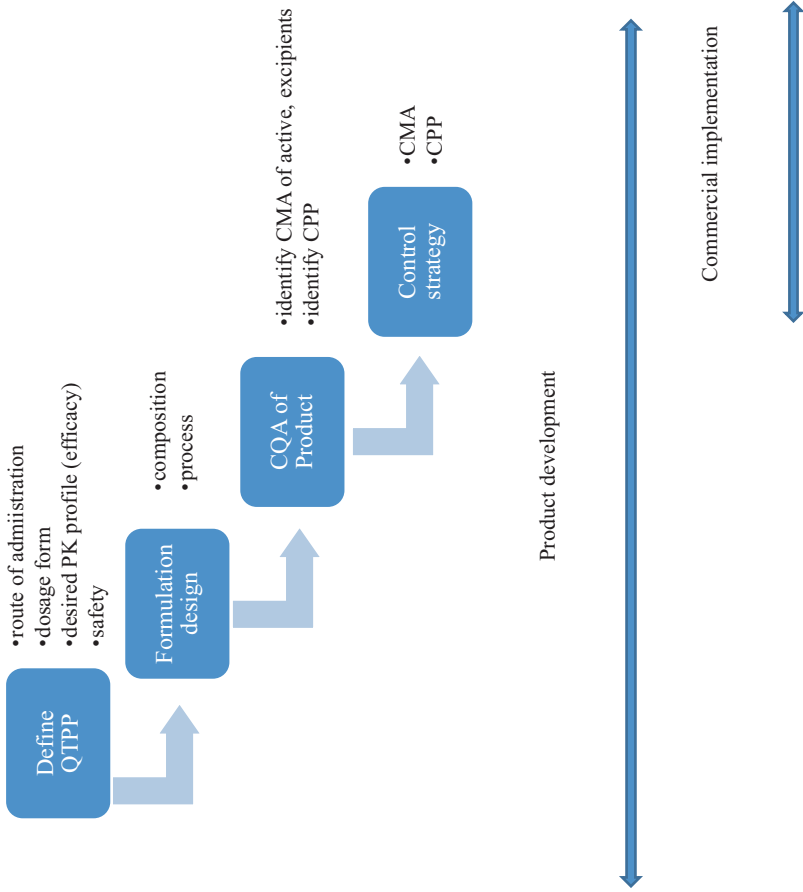 Define
QTPP
•route of admiistration
•dosage form
•desired PK profile (efficacy)
•safety
Formulation
design
•composition
•process
CQA of
Product
•identify CMA of active, excipients
•identify CPP
Control
strategy
•CMA
•CPP
Product development
Commercial implementation